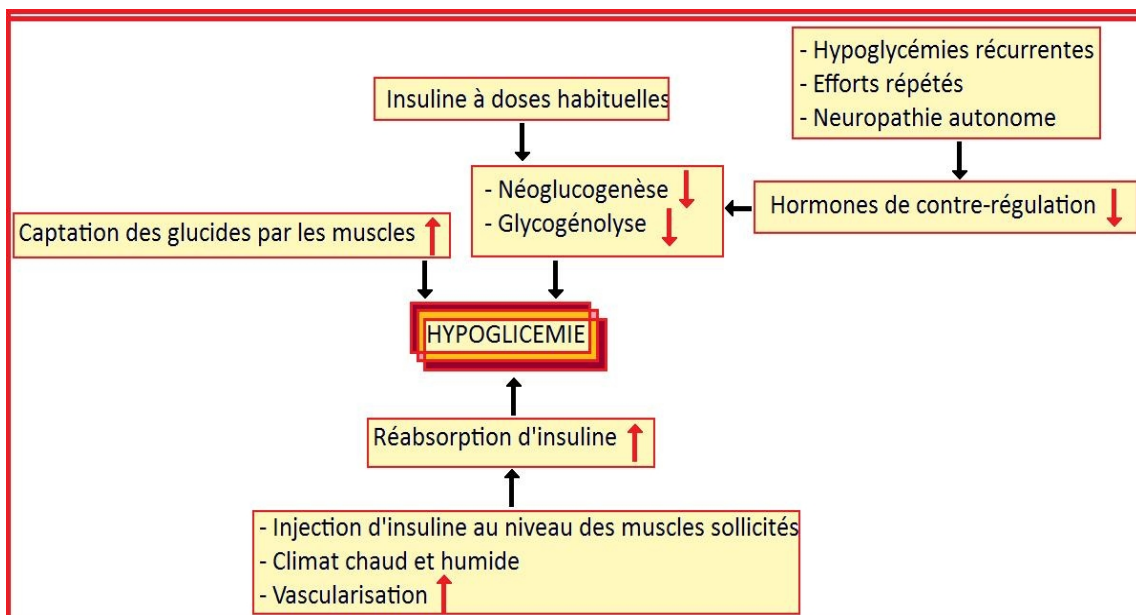 - Hypoglycémies récurrentes
- Efforts répétés
- Neuropathie autonome
Insuline à doses habituelles
- Néoglucogenèse
- Glycogénolyse
Hormones de contre-régulation
Captation des glucides par les muscles
HYPOGLICEMIE
Réabsorption d'insuline
- Injection d'insuline au niveau des muscles sollicités
- Climat chaud et humide
- Vascularisation